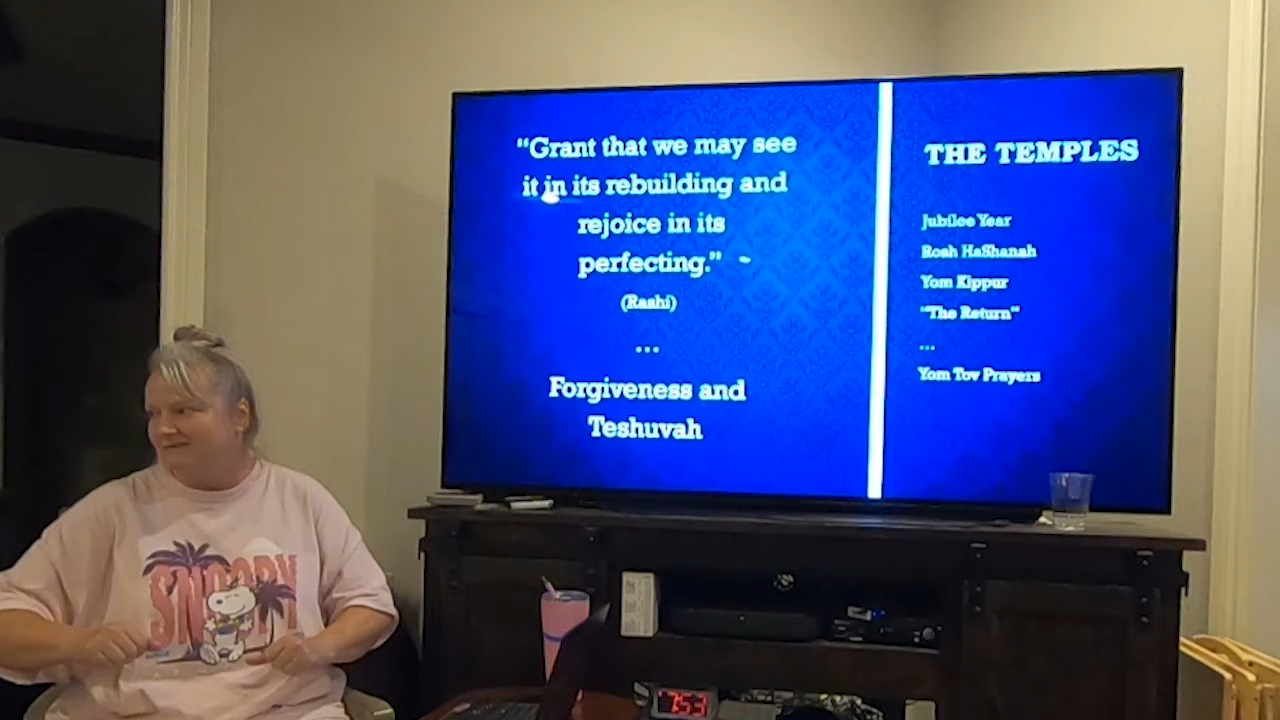 “Grant that we may see
it in its rebuilding and
rejoice in its
perfecting.” ~
(Rashi)
...
Forgiveness and
Teshuvah
THE TEMPLES
Jubilee Year
Rosh HaShanah
Yom Kippur
“The Return”
...
Yom Tov Prayers
SNOOPY
7:53